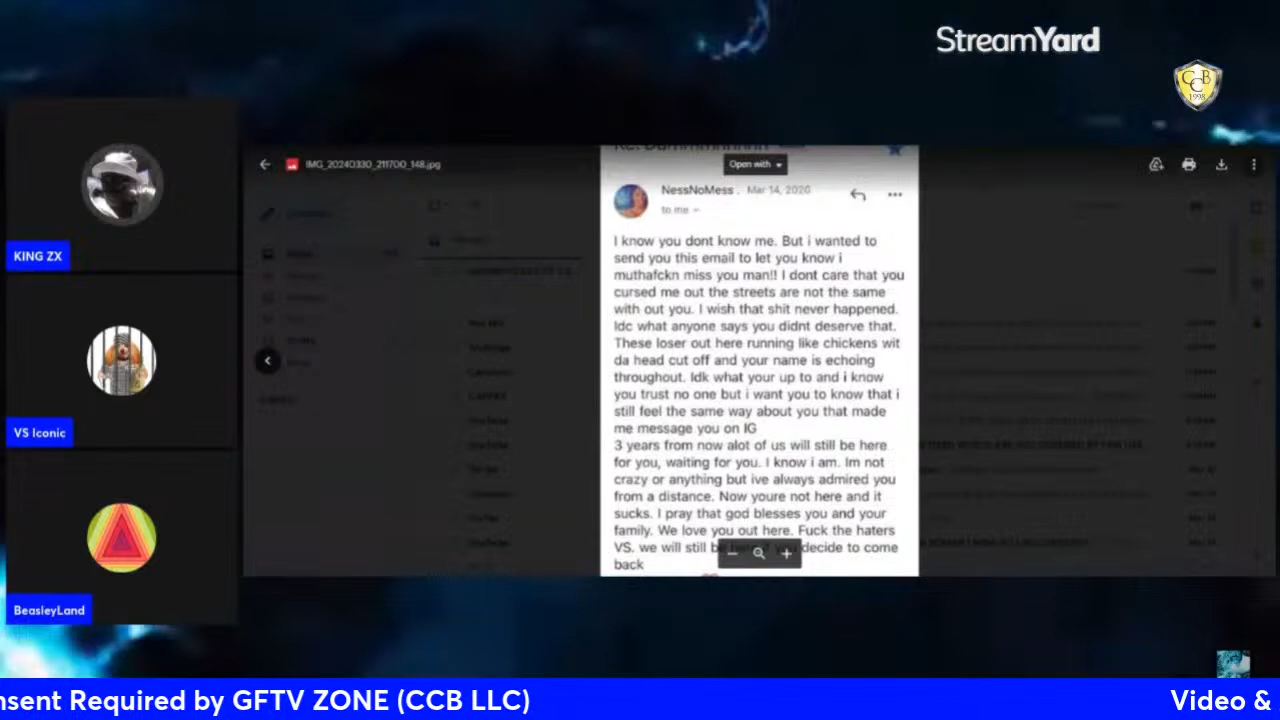 StreamYard
CCB
1998
IMG_20240330_211700_148.jpg
Open with
NessNoMess . Mar 14, 2020
to me
I know you dont know me. But i wanted to
send you this email to let you know i
muthafckn miss you man!! I dont care that you
cursed me out the streets are not the same
with out you. I wish that shit never happened.
Idc what anyone says you didnt deserve that.
These loser out here running like chickens wit
da head cut off and your name is echoing
throughout. Idk what your up to and i know
you trust no one but i want you to know that i
still feel the same way about you that made
me message you on IG
3 years from now alot of us will still be here
for you, waiting for you. I know i am. Im not
crazy or anything but ive always admired you
from a distance. Now youre not here and it
sucks. I pray that god blesses you and your
family. We love you out here. Fuck the haters
VS. we will still decide to come
back
KING ZX
VS Iconic
BeasleyLand
nsent Required by GFTV ZONE (CCB LLC)
Video &